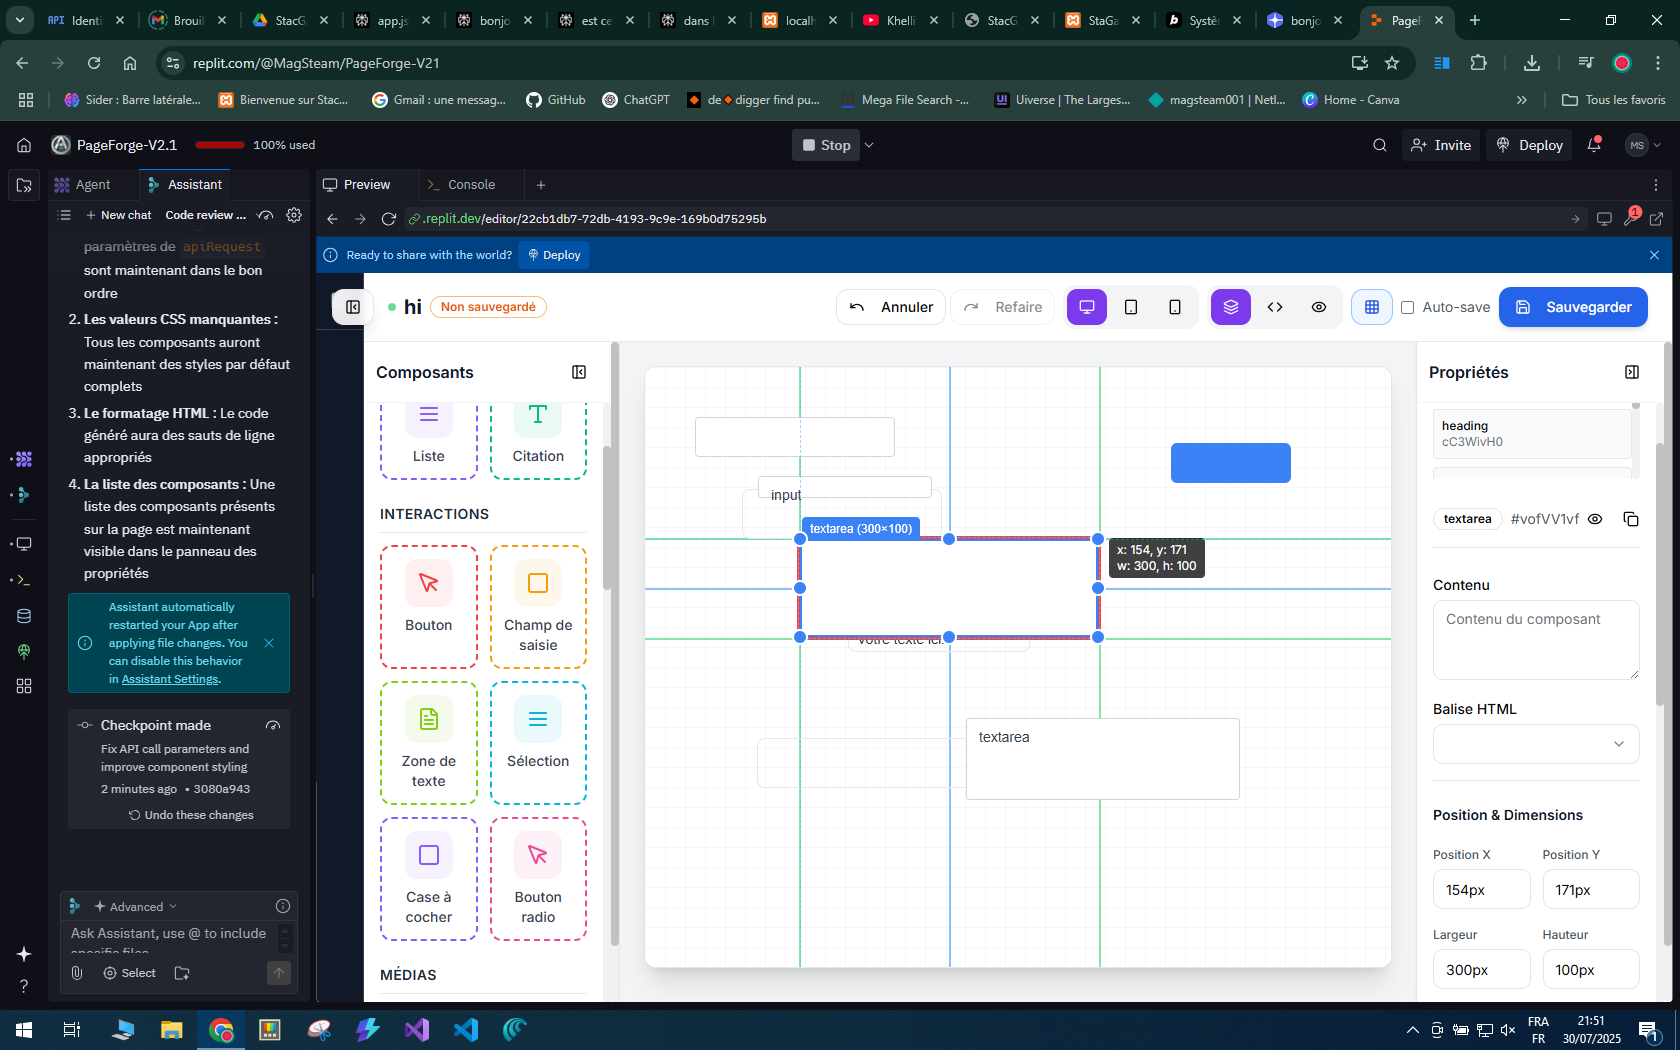 Identi
Brouil
StacG
app.js
bonjo
est ce
dans l
localh
Khelli
StacG
StaGa
Systèr
bonjo
PageF
replit.com/@MagSteam/PageForge-V21
Sider : Barre latérale...
Bienvenue sur Stac...
Gmail : une messag...
GitHub
ChatGPT
de◆digger find pu...
Mega File Search -...
Uiverse | The Larges...
magsteam001 | Netl...
Home - Canva
Tous les favoris
PageForge-V2.1
100% used
Stop
Invite
Deploy
MS
Agent
Assistant
Preview
Console
New chat
Code review ...
.replit.dev/editor/22cb1db7-72db-4193-9c9e-169b0d75295b
1
Ready to share with the world?
Deploy
paramètres de apiRequest
sont maintenant dans le bon
ordre
2. Les valeurs CSS manquantes :
Tous les composants auront
maintenant des styles par défaut
complets
3. Le formatage HTML : Le code
généré aura des sauts de ligne
appropriés
4. La liste des composants : Une
liste des composants présents
sur la page est maintenant
visible dans le panneau des
propriétés
Assistant automatically
restarted your App after
applying file changes. You
can disable this behavior
in Assistant Settings.
Checkpoint made
Fix API call parameters and
improve component styling
2 minutes ago • 3080a943
Undo these changes
Advanced
Ask Assistant, use @ to include
specific files
Select
hi
Non sauvegardé
Annuler
Refaire
Auto-save
Sauvegarder
Composants
Liste
Citation
INTERACTIONS
Bouton
Champ de
saisie
Zone de
texte
Sélection
Case à
cocher
Bouton
radio
MÉDIAS
input
textarea (300×100)
x: 154, y: 171
w: 300, h: 100
Votre texte ici
textarea
Propriétés
heading
cC3WivH0
textarea
#vofVV1vf
Contenu
Contenu du composant
Balise HTML
Position & Dimensions
Position X
Position Y
154px
171px
Largeur
Hauteur
300px
100px
FRA
FR
21:51
30/07/2025
1